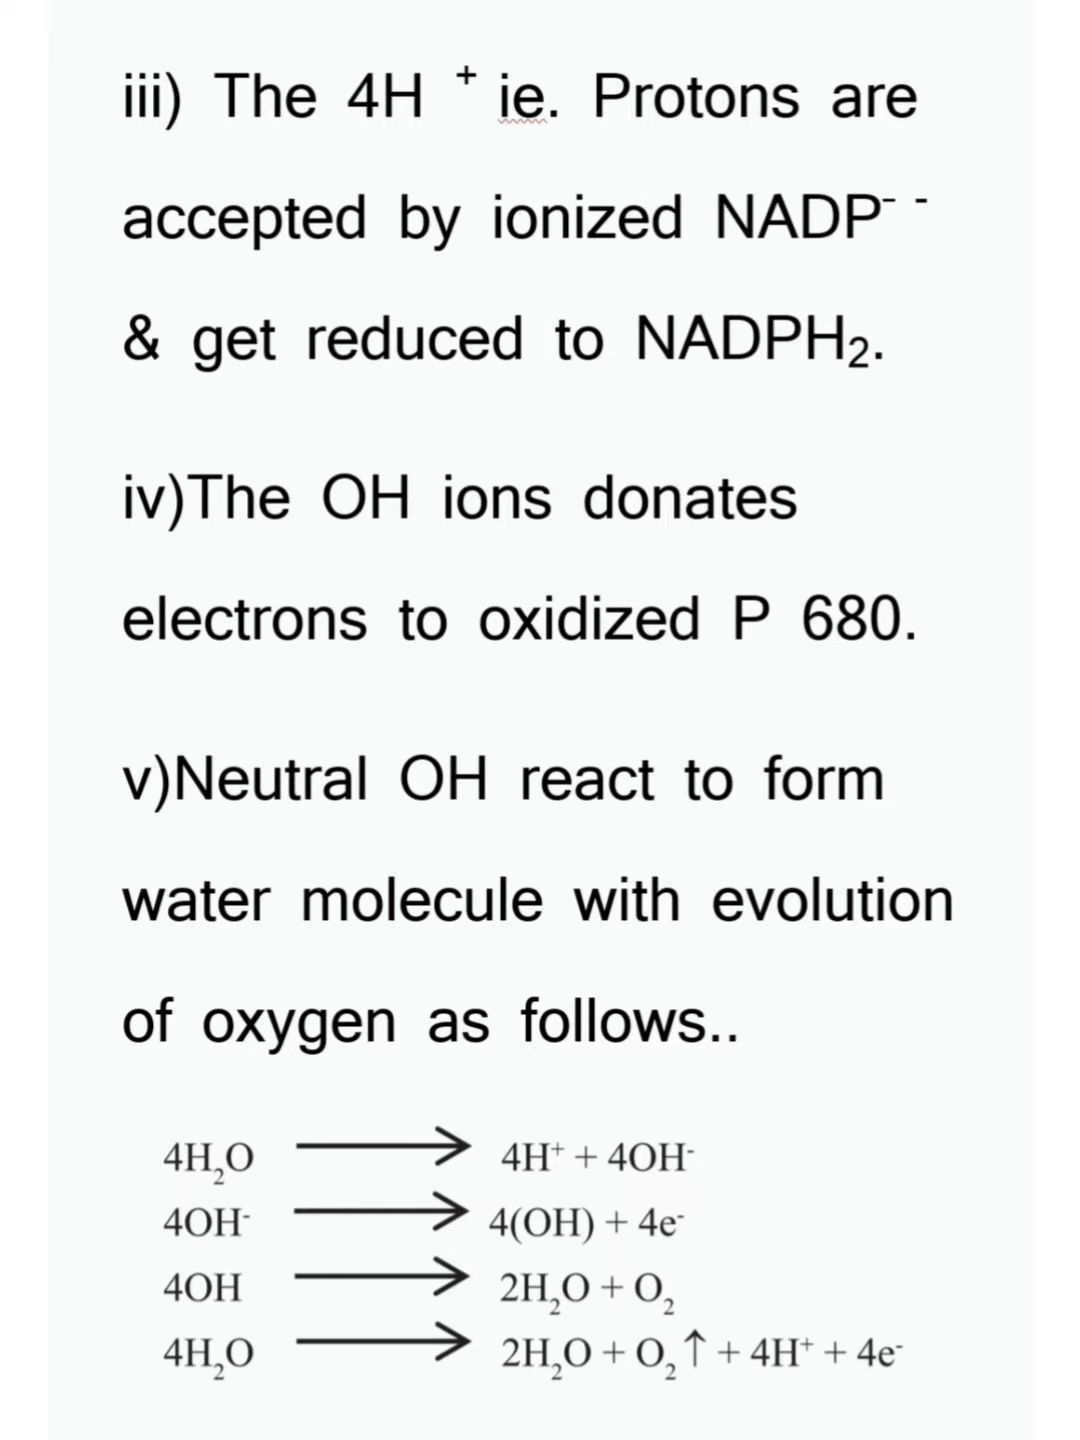 iii) The 4H ⁺ ie. Protons are
accepted by ionized NADP⁻ ⁻
& get reduced to NADPH₂.
iv)The OH ions donates
electrons to oxidized P 680.
v)Neutral OH react to form
water molecule with evolution
of oxygen as follows..
4H₂O ⟶ 4H⁺ + 4OH⁻
4OH⁻ ⟶ 4(OH) + 4e⁻
4OH ⟶ 2H₂O + O₂
4H₂O ⟶ 2H₂O + O₂↑ + 4H⁺ + 4e⁻